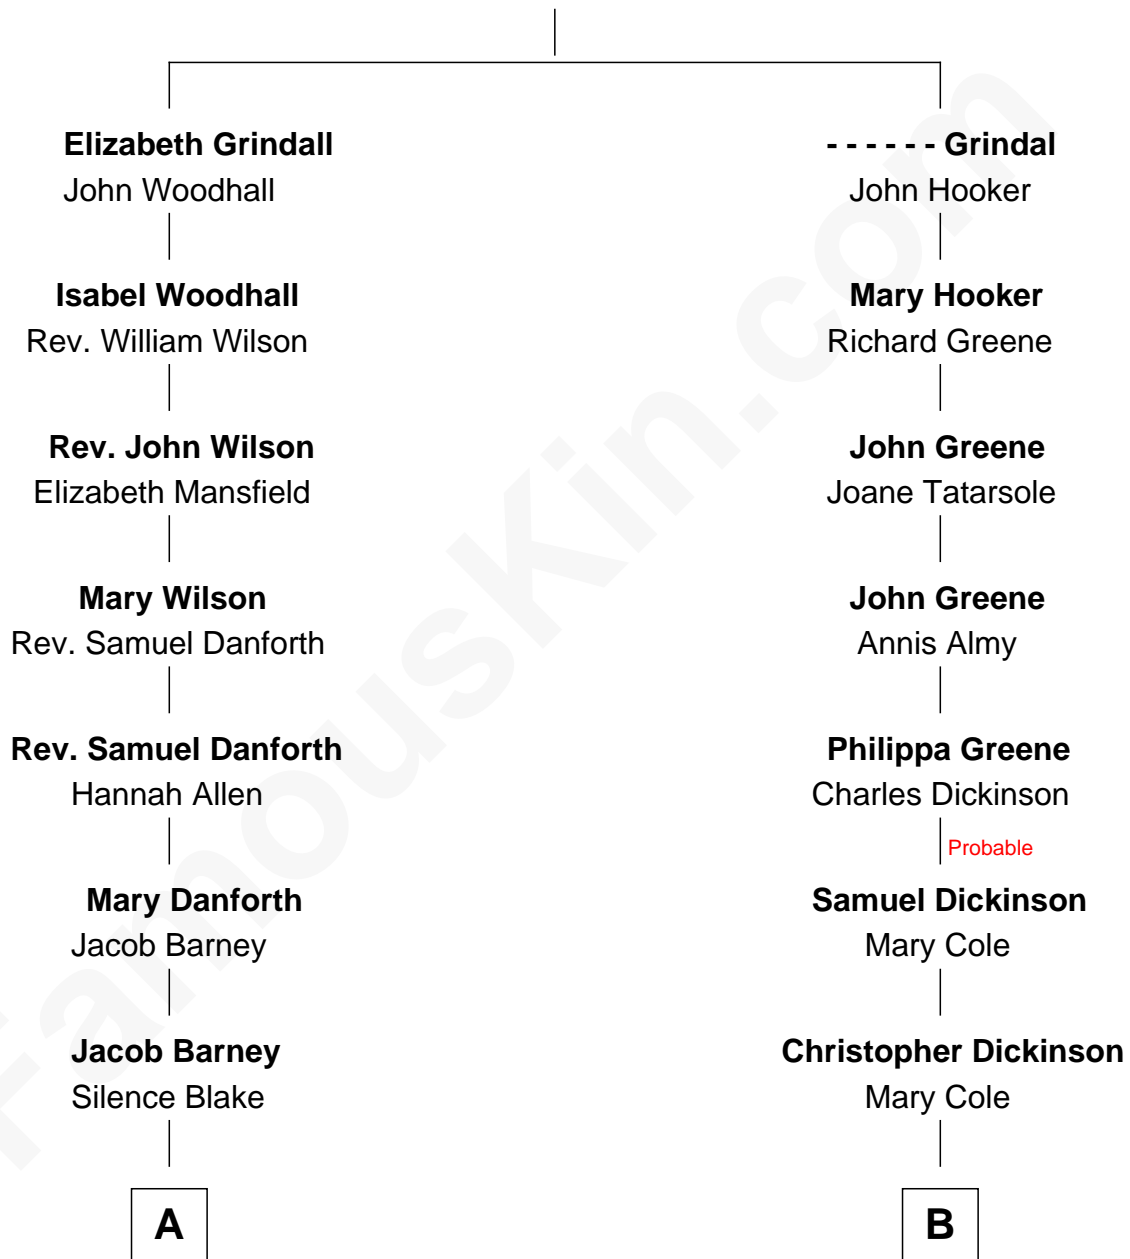 Elizabeth Grindall
John Woodhall
Isabel Woodhall
Rev. William Wilson
Rev. John Wilson
Elizabeth Mansfield
Mary Wilson
Rev. Samuel Danforth
Rev. Samuel Danforth
Hannah Allen
Mary Danforth
Jacob Barney
Jacob Barney
Silence Blake
A
- - - - - - Grindal
John Hooker
Mary Hooker
Richard Greene
John Greene
Joane Tatarsole
John Greene
Annis Almy
Philippa Greene
Charles Dickinson
Probable
Samuel Dickinson
Mary Cole
Christopher Dickinson
Mary Cole
B
FamousKin.com